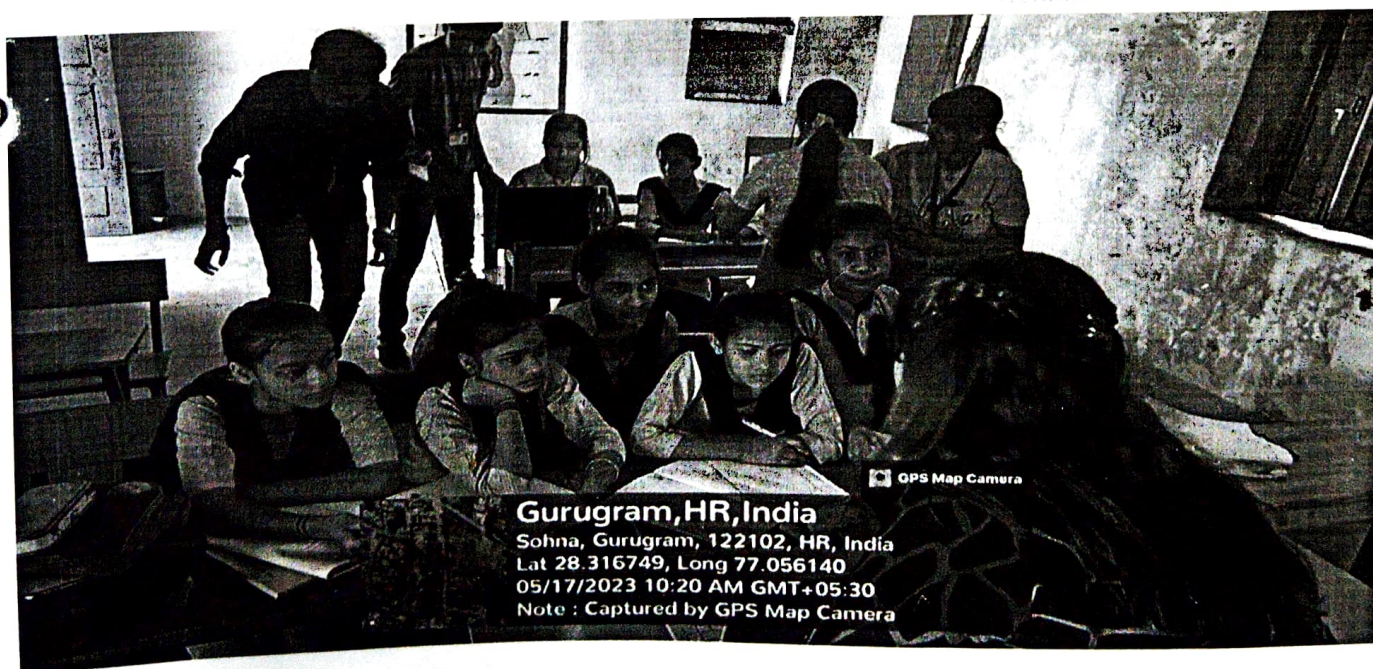 GPS Map Camera
Gurugram,HR,India
Sohna, Gurugram, 122102, HR, India
Lat 28.316749, Long 77.056140
05/17/2023 10:20 AM GMT+05:30
Note : Captured by GPS Map Camera